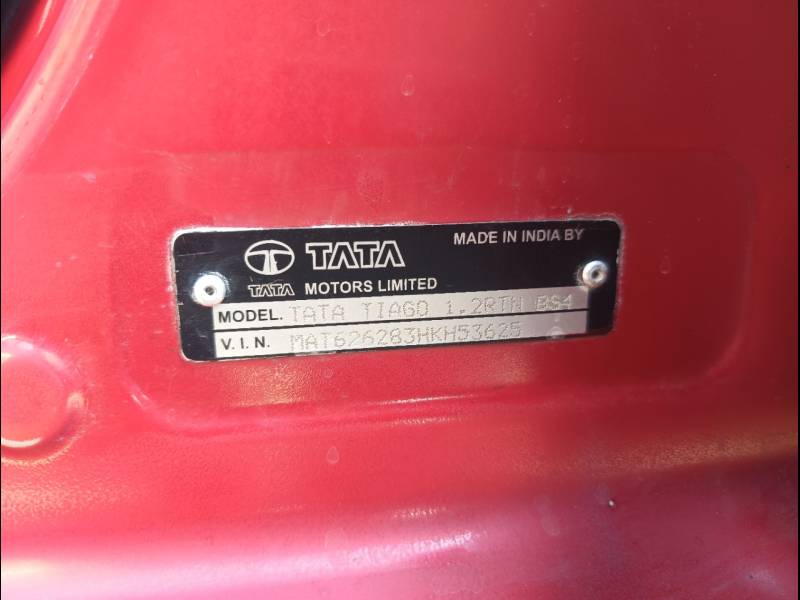 TATA MADE IN INDIA BY
TATA MOTORS LIMITED
MODEL. TATA TIAGO 1.2RTN BS4
V.I.N. MAT626283HKH53625